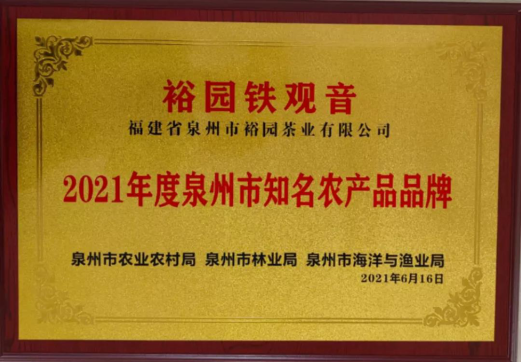 裕园铁观音
福建省泉州市裕园茶业有限公司
2021年度泉州市知名农产品品牌
泉州市农业农村局 泉州市林业局 泉州市海洋与渔业局
2021年6月16日